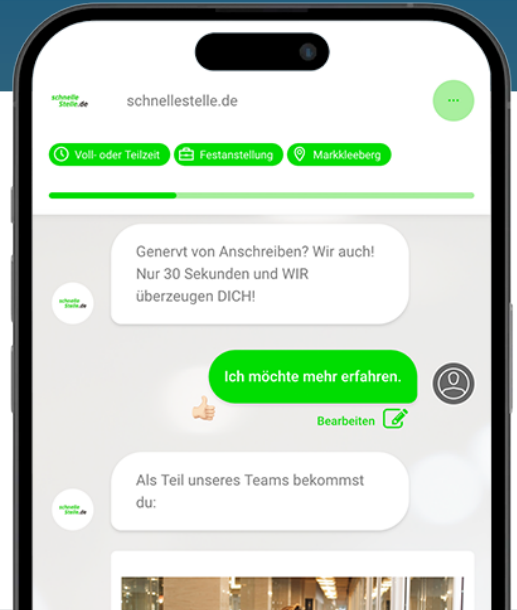 schnelle
Stelle.de
schnellestelle.de
...
Voll- oder Teilzeit
Festanstellung
Markkleeberg
Genervt von Anschreiben? Wir auch!
Nur 30 Sekunden und WIR
überzeugen DICH!
schnelle
Stelle.de
Ich möchte mehr erfahren.
Bearbeiten
Als Teil unseres Teams bekommst
du:
schnelle
Stelle.de